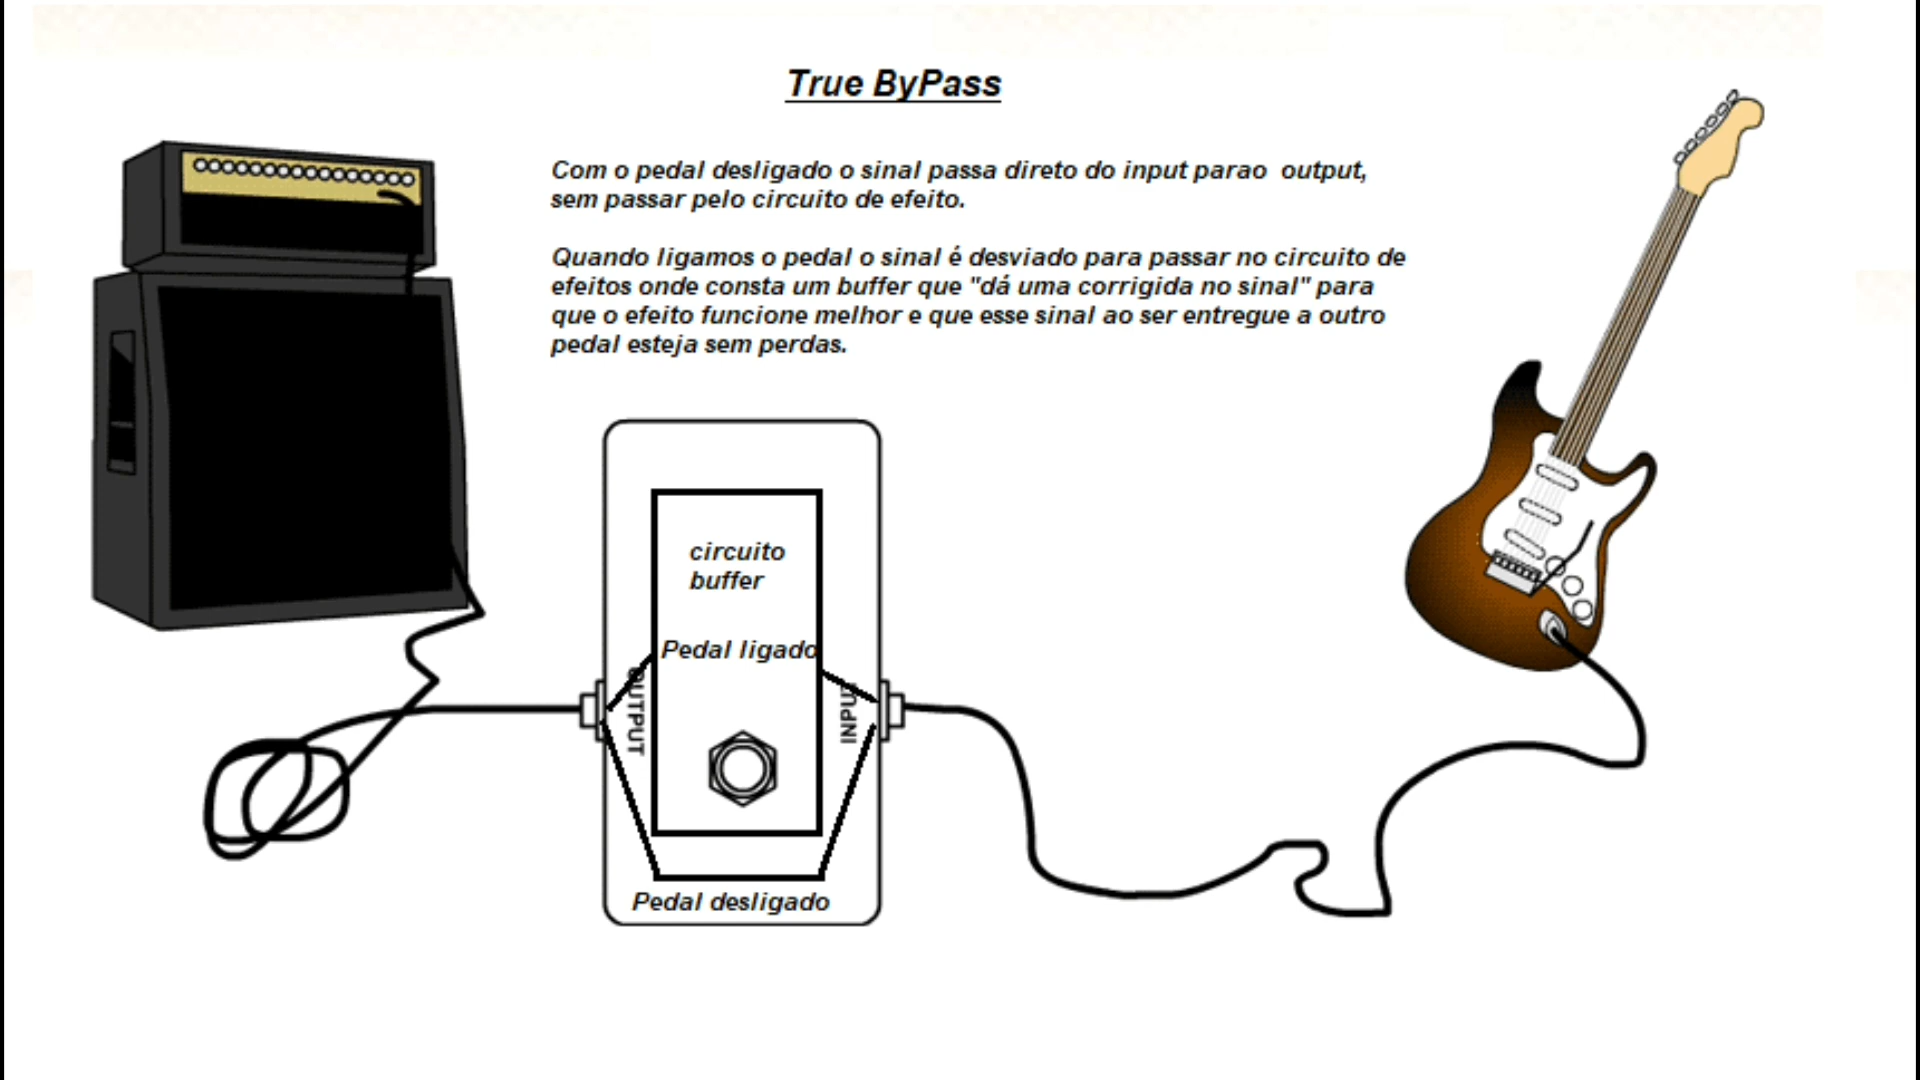 True ByPass
Com o pedal desligado o sinal passa direto do input parao output,
sem passar pelo circuito de efeito.
Quando ligamos o pedal o sinal é desviado para passar no circuito de
efeitos onde consta um buffer que "dá uma corrigida no sinal" para
que o efeito funcione melhor e que esse sinal ao ser entregue a outro
pedal esteja sem perdas.
circuito
buffer
Pedal ligado
OUTPUT
INPUT
Pedal desligado